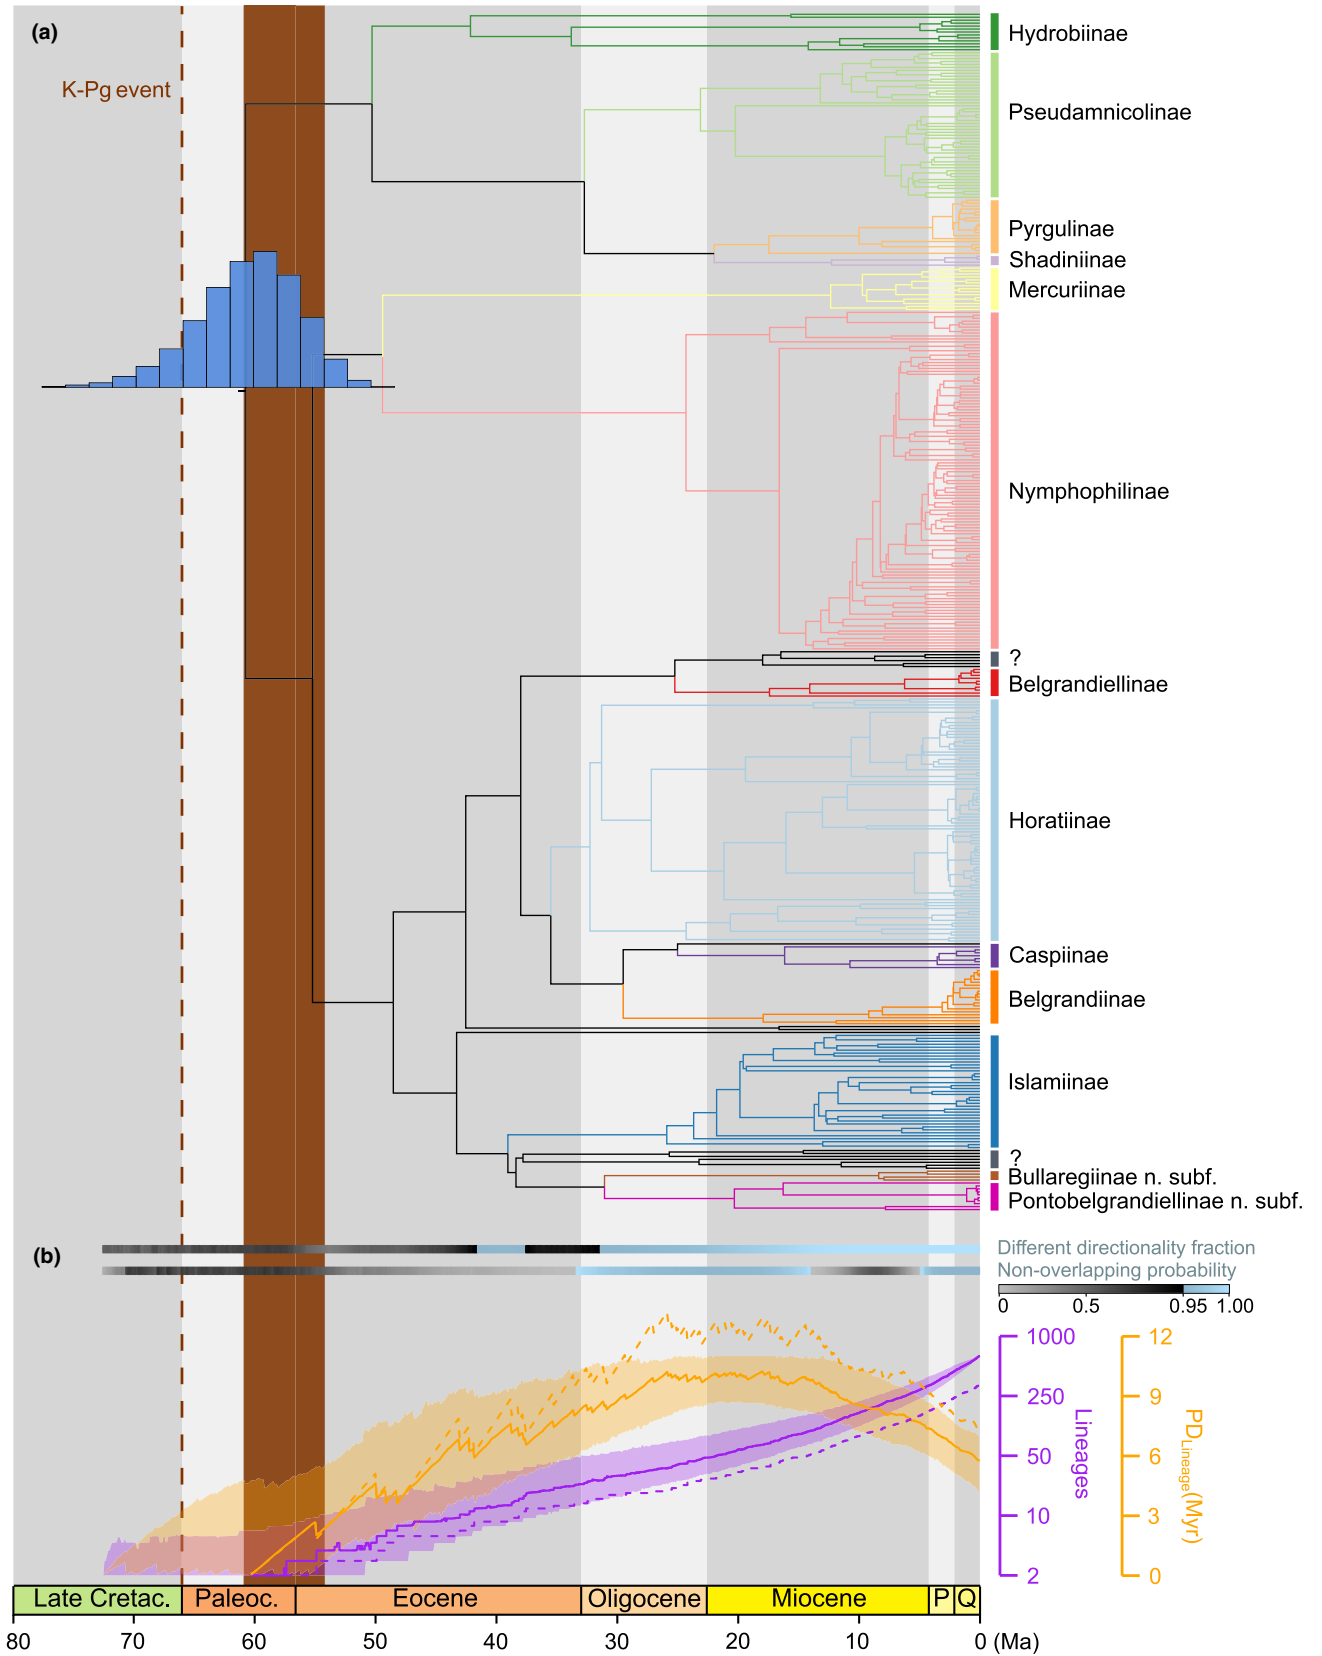 (a)
K-Pg event
Hydrobiinae
Pseudamnicolinae
Pyrgulinae
Shadiniinae
Mercuriinae
Nymphophilinae
?
Belgrandiellinae
Horatiinae
Caspiinae
Belgrandiinae
Islamiinae
?
Bullaregiinae n. subf.
Pontobelgrandiellinae n. subf.
(b)
Different directionality fraction
Non-overlapping probability
0 0.5 0.95 1.00
1000
250
50
10
2
Lineages
12
9
6
3
0
PDLineage(Myr)
Late Cretac. Paleoc. Eocene Oligocene Miocene P Q
80 70 60 50 40 30 20 10 0 (Ma)